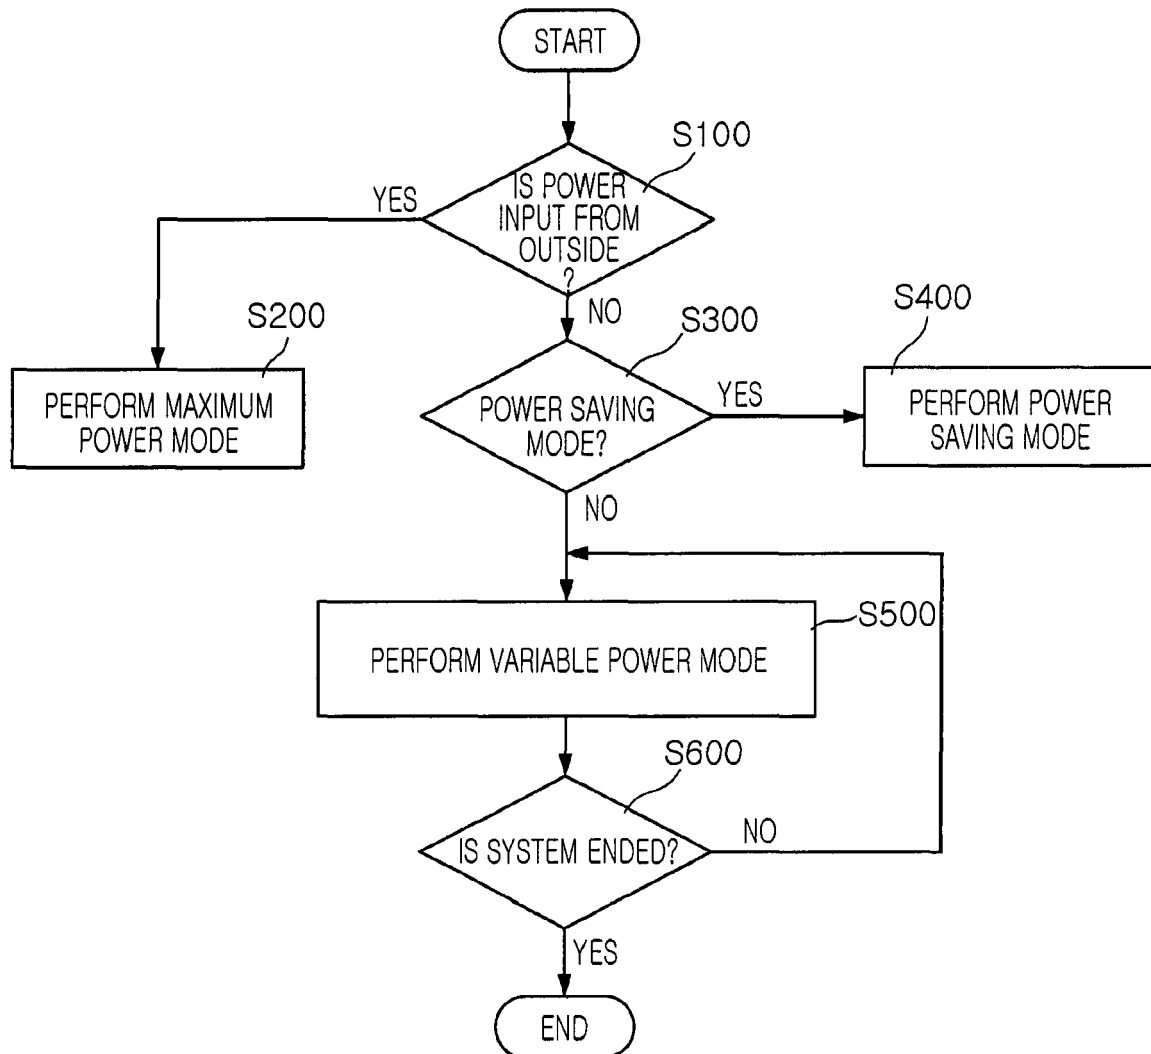 START
S100
YES
IS POWER
INPUT FROM
OUTSIDE
?
NO
S200
S300
S400
PERFORM MAXIMUM
POWER MODE
POWER SAVING
MODE?
YES
PERFORM POWER
SAVING MODE
NO
S500
PERFORM VARIABLE POWER MODE
S600
IS SYSTEM ENDED?
NO
YES
END